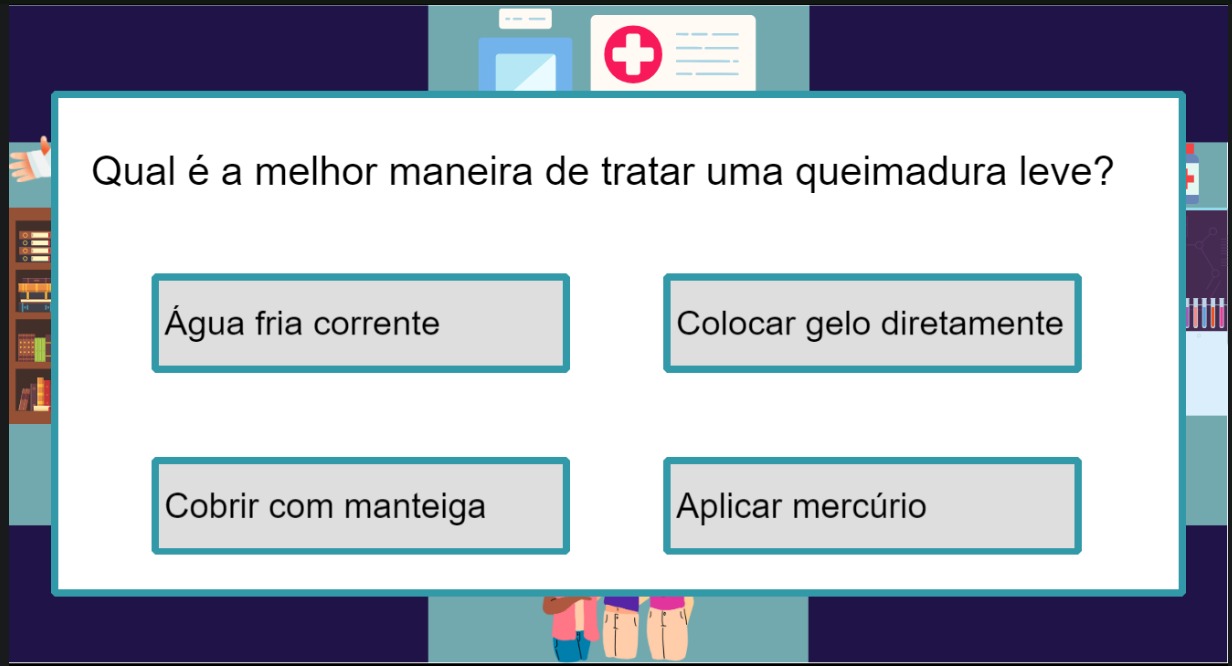 Qual é a melhor maneira de tratar uma queimadura leve?
Água fria corrente
Colocar gelo diretamente
Cobrir com manteiga
Aplicar mercúrio